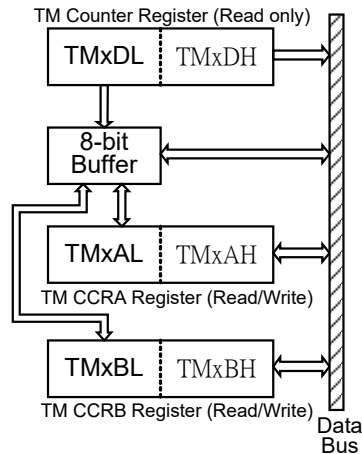 TM Counter Register (Read only)
TMxDL TMxDH
8-bit
Buffer
TMxAL TMxAH
TM CCRA Register (Read/Write)
TMxBL TMxBH
TM CCRB Register (Read/Write)
Data
Bus